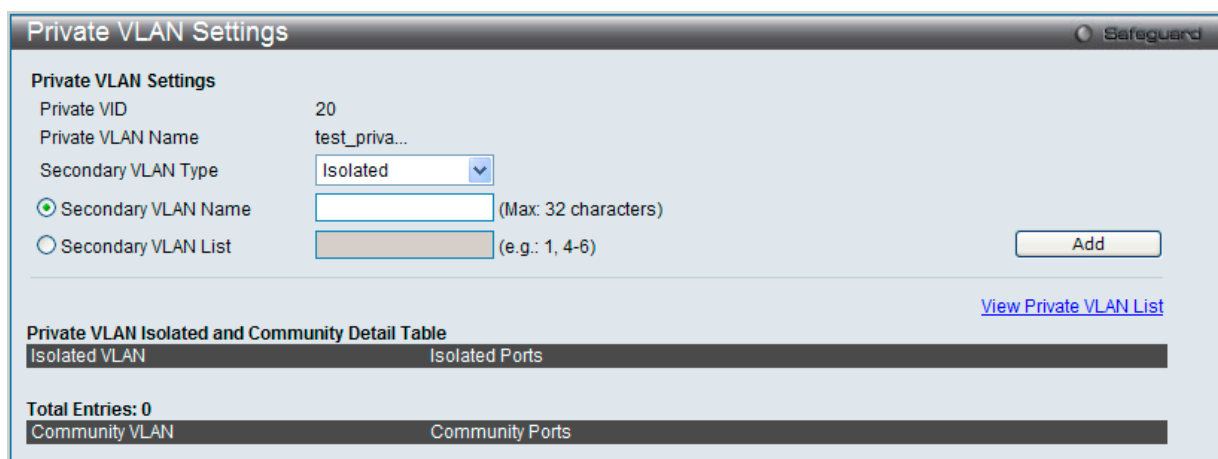 Private VLAN Settings
Safeguard
Private VLAN Settings
Private VID 20
Private VLAN Name test_priva...
Secondary VLAN Type Isolated
Secondary VLAN Name (Max: 32 characters)
Secondary VLAN List (e.g.: 1, 4-6) Add
View Private VLAN List
Private VLAN Isolated and Community Detail Table
Isolated VLAN Isolated Ports
Total Entries: 0
Community VLAN Community Ports